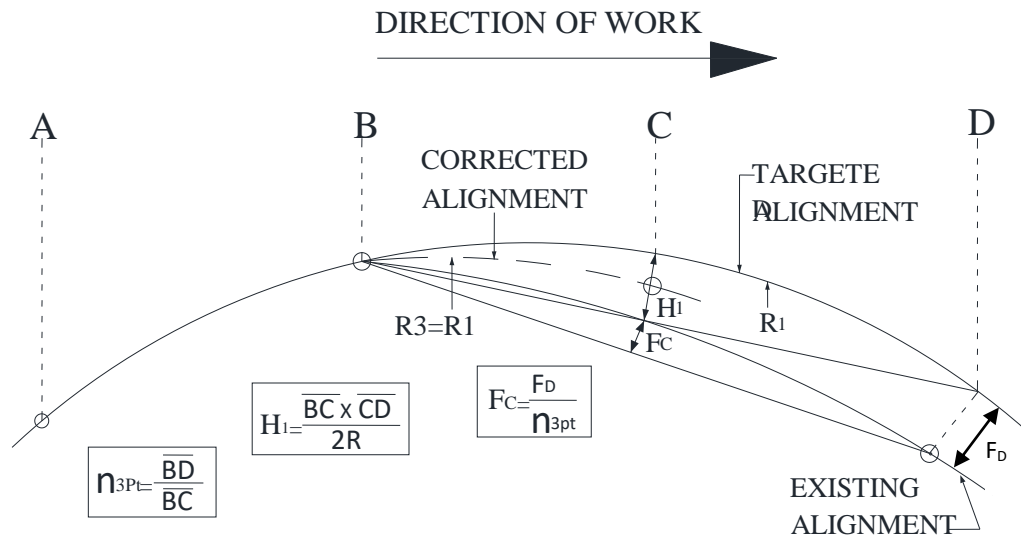 DIRECTION OF WORK
A
B
C
D
CORRECTED
ALIGNMENT
TARGETE
D
ALIGNMENT
R3=R1
H1
R1
FC
FC=FD/n3pt
H1=BC x CD/2R
n3Pt=BD/BC
FD
EXISTING
ALIGNMENT